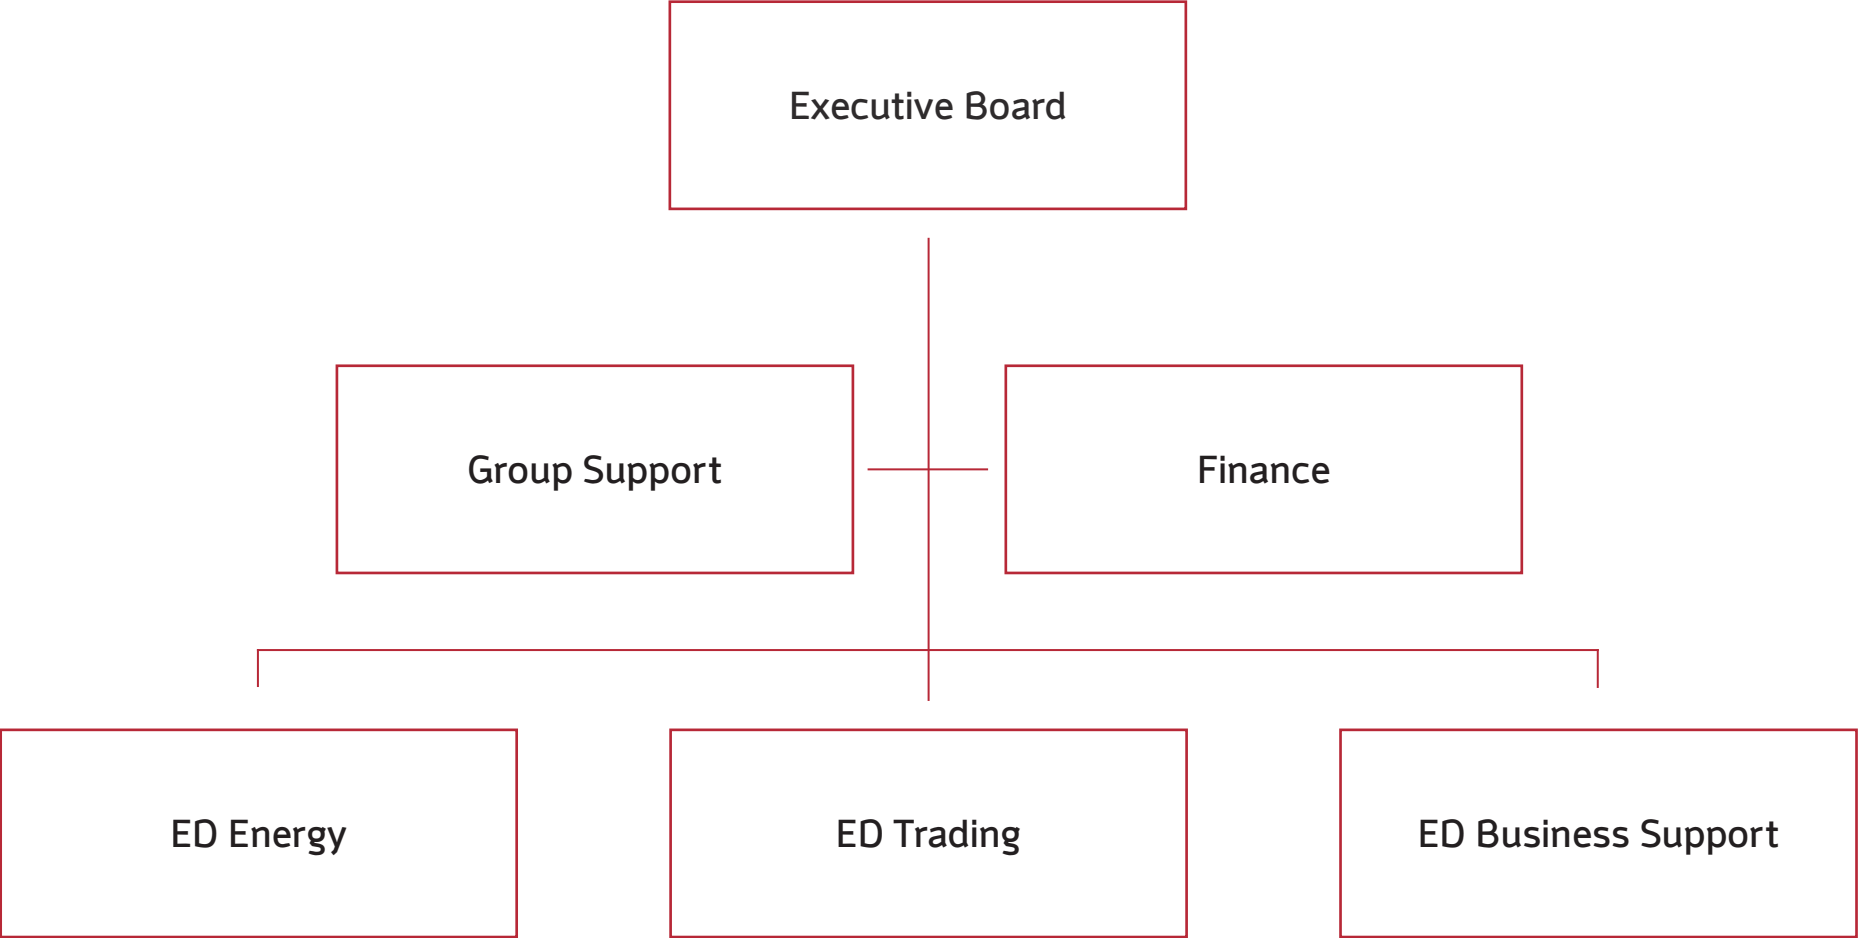 Executive Board
Group Support
Finance
ED Energy
ED Trading
ED Business Support